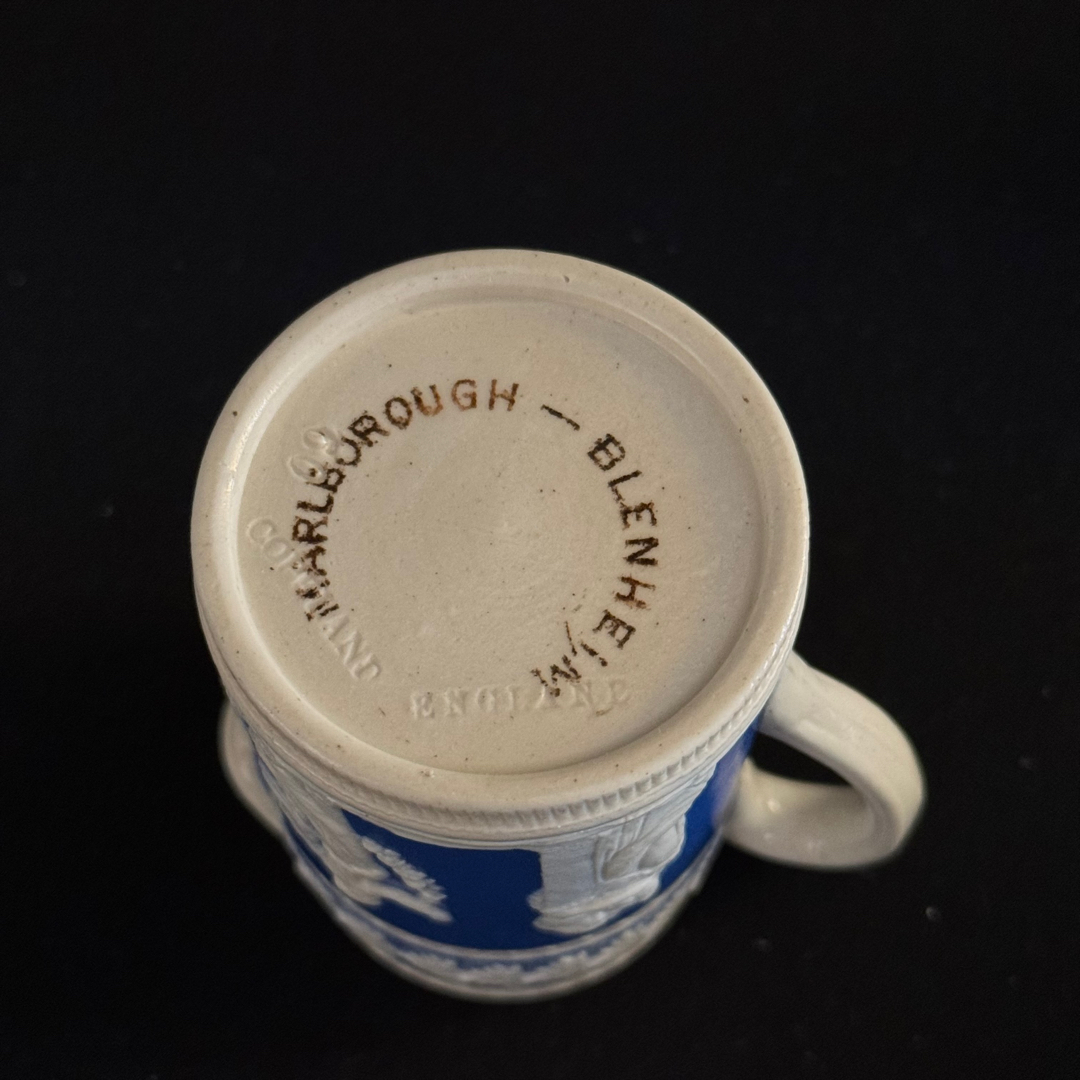 MARLBOROUGH — BLENHEIM
COPELAND
ENGLAND